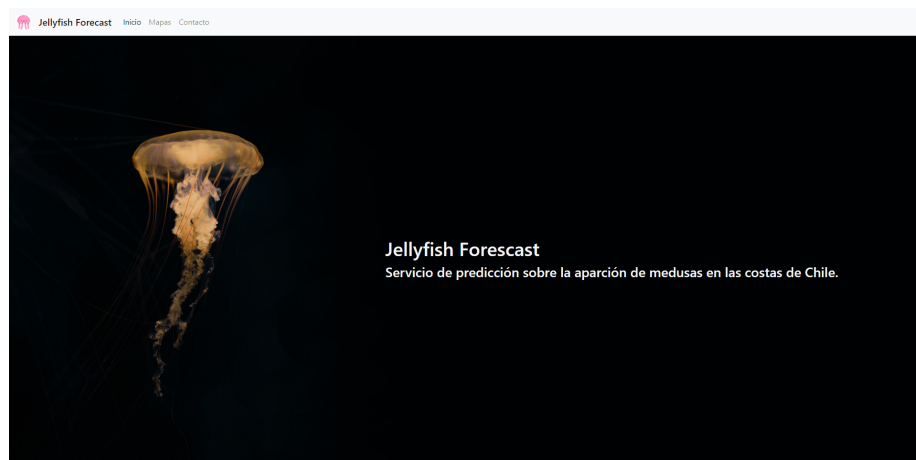 Jellyfish Forecast Inicio Mapas Contacto
Jellyfish Forescast
Servicio de predicción sobre la aparción de medusas en las costas de Chile.